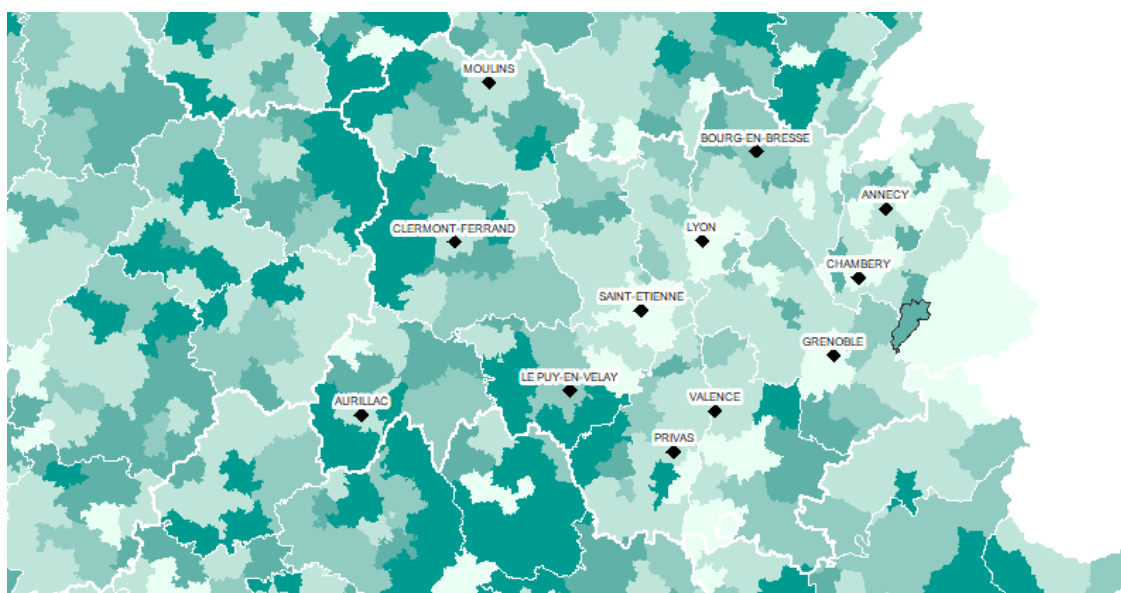 MOULINS
BOURG-EN-BRESSE
ANNECY
CLERMONT-FERRAND
LYON
CHAMBERY
SAINT-ETIENNE
GRENOBLE
LE PUY-EN-VELAY
AURILLAC
VALENCE
PRIVAS